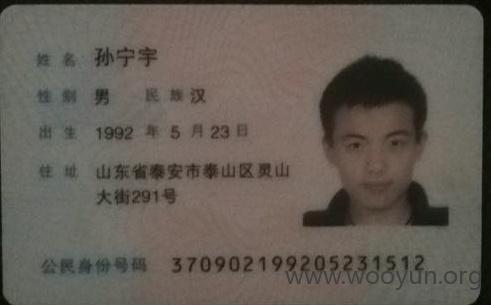 姓名 孙宁宇
性别 男 民族 汉
出生 1992 年 5 月 23 日
住址 山东省泰安市泰山区灵山
大街291号
公民身份号码 370902199205231512
www.wooyun.org